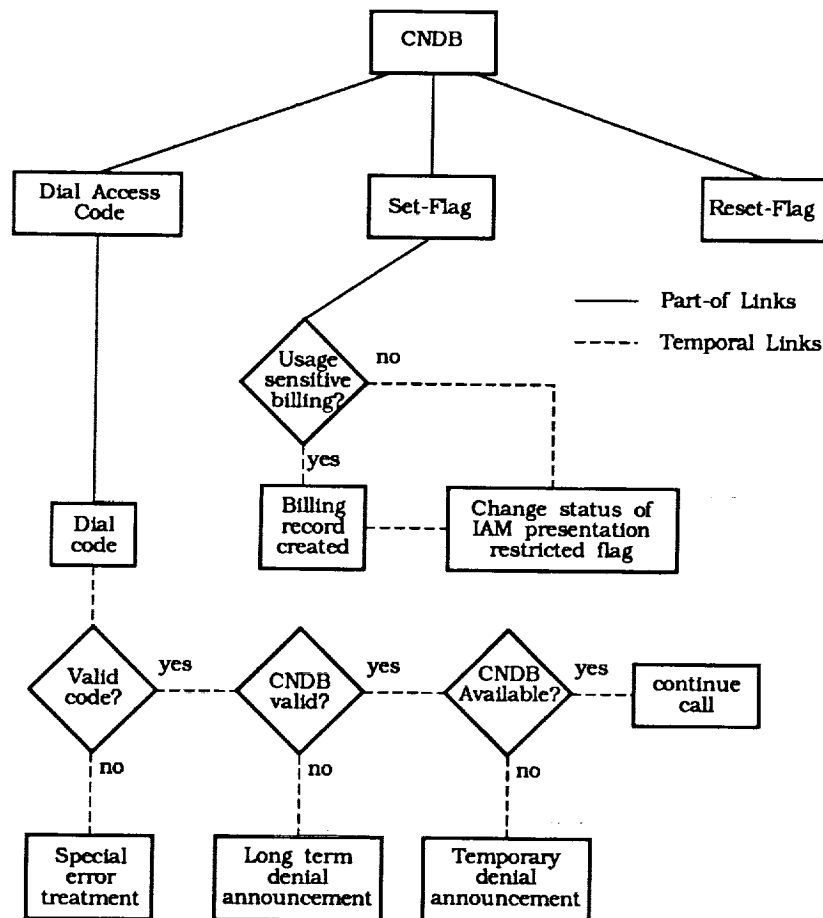 CNDB
Dial Access
Code
Set-Flag
Reset-Flag
Part-of Links
Temporal Links
Usage
sensitive
billing?
no
yes
Billing
record
created
Change status of
IAM presentation
restricted flag
Dial
code
Valid
code?
yes
CNDB
valid?
yes
CNDB
Available?
yes
continue
call
no
no
no
Special
error
treatment
Long term
denial
announcement
Temporary
denial
announcement